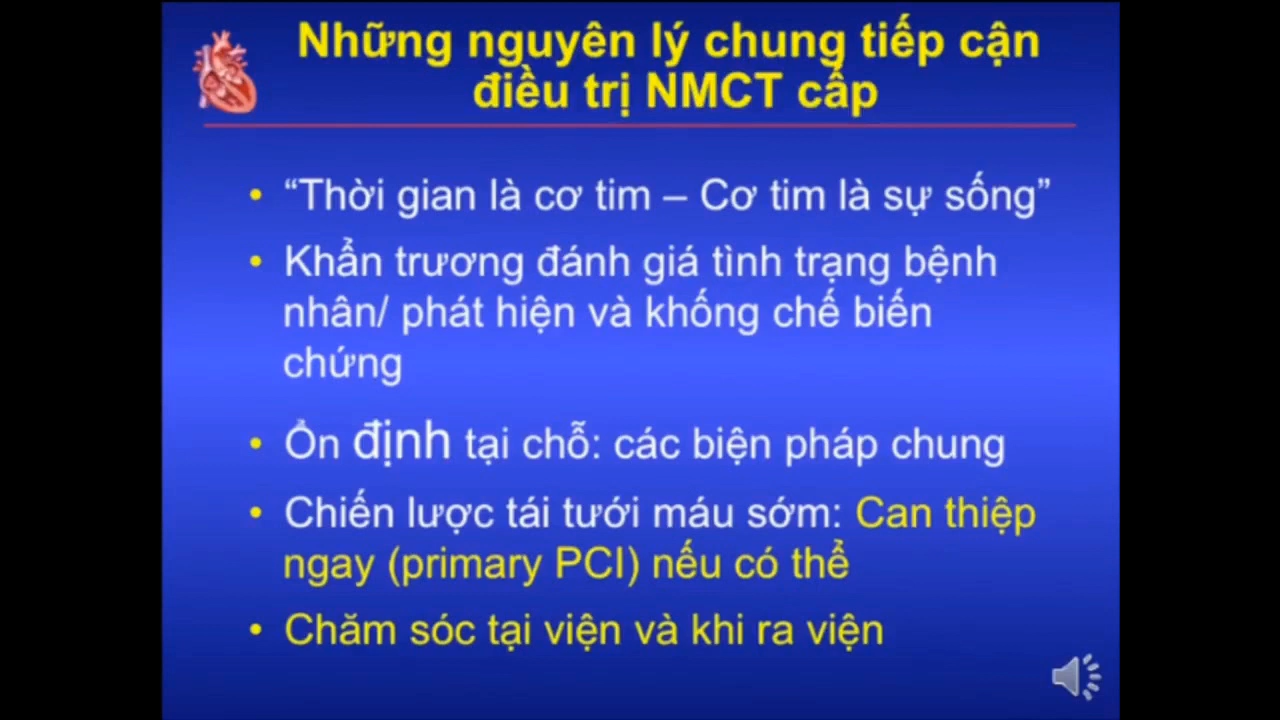 Những nguyên lý chung tiếp cận
điều trị NMCT cấp
• “Thời gian là cơ tim – Cơ tim là sự sống”
• Khẩn trương đánh giá tình trạng bệnh
nhân/ phát hiện và khống chế biến
chứng
• Ổn định tại chỗ: các biện pháp chung
• Chiến lược tái tưới máu sớm: Can thiệp
ngay (primary PCI) nếu có thể
• Chăm sóc tại viện và khi ra viện